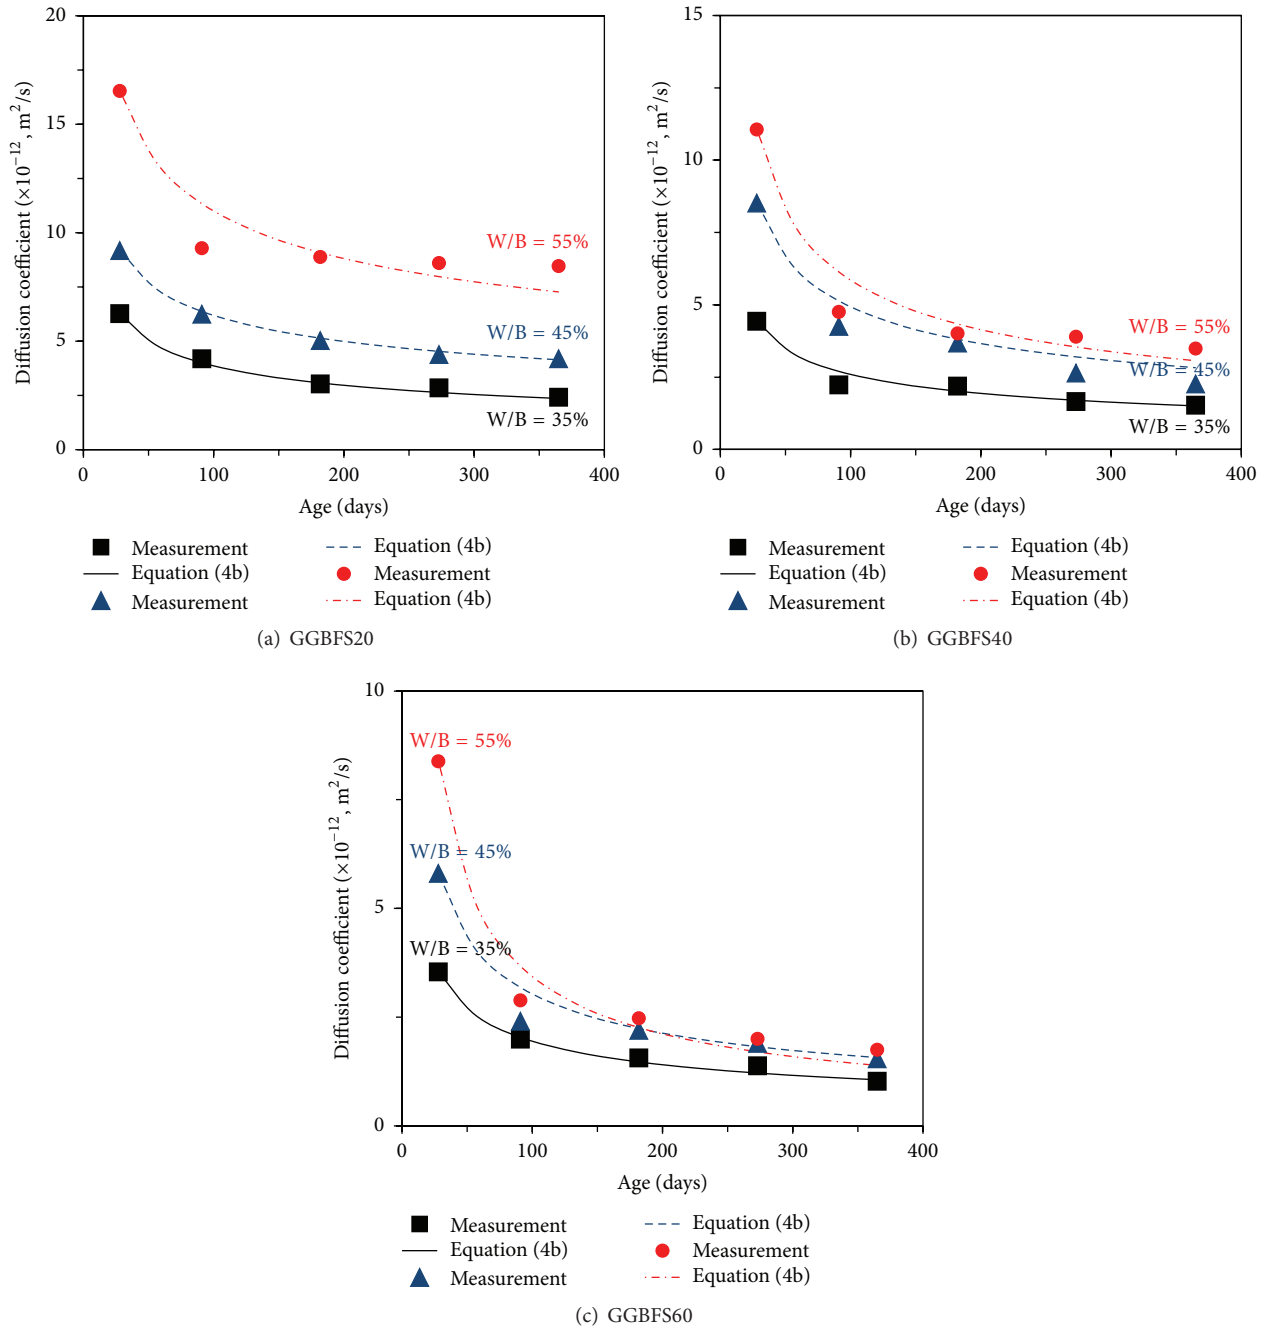 20
15
10
5
0
Diffusion coefficient (×10⁻¹², m²/s)
W/B = 55%
W/B = 45%
W/B = 35%
0 100 200 300 400
Age (days)
Measurement
Equation (4b)
Measurement
Equation (4b)
Measurement
Equation (4b)
(a) GGBFS20
15
10
5
0
Diffusion coefficient (×10⁻¹², m²/s)
W/B = 55%
W/B = 45%
W/B = 35%
0 100 200 300 400
Age (days)
Measurement
Equation (4b)
Measurement
Equation (4b)
Measurement
Equation (4b)
(b) GGBFS40
10
5
0
Diffusion coefficient (×10⁻¹², m²/s)
W/B = 55%
W/B = 45%
W/B = 35%
0 100 200 300 400
Age (days)
Measurement
Equation (4b)
Measurement
Equation (4b)
Measurement
Equation (4b)
(c) GGBFS60